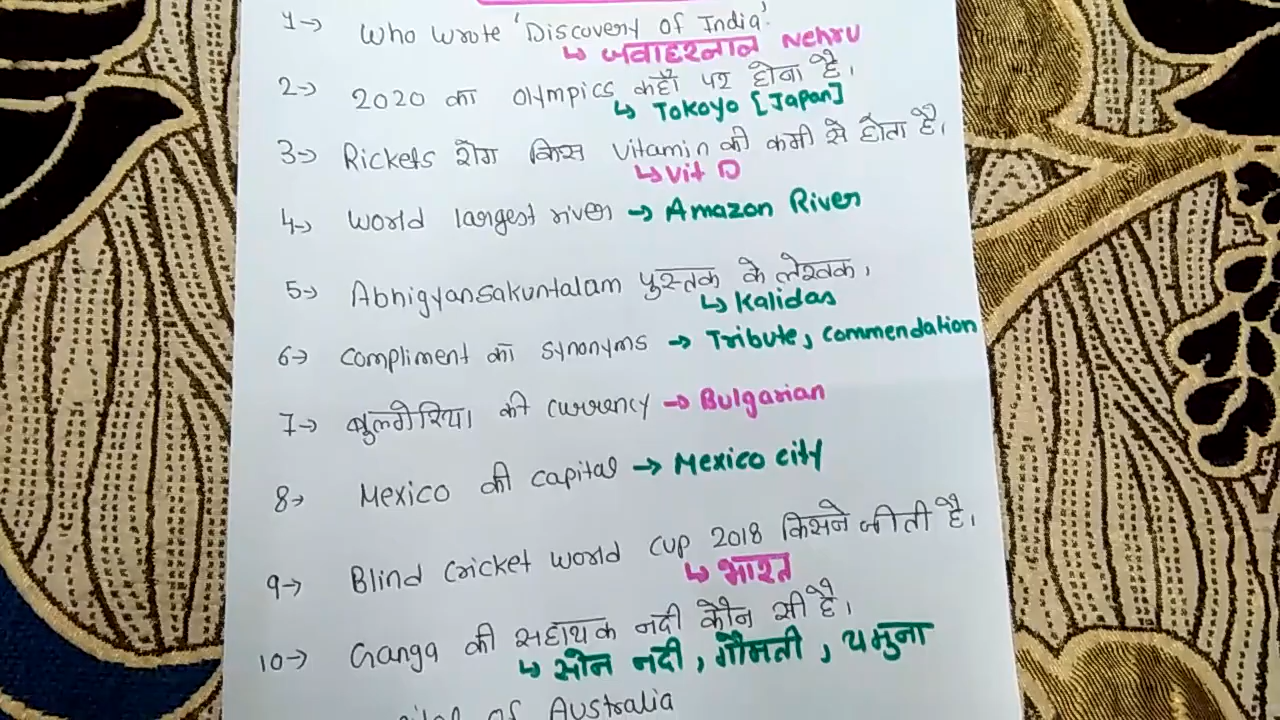 1→ Who wrote 'Discovery of India'.
↳ जवाहरलाल Nehru
2→ 2020 का Olympics कहाँ पर होना है।
↳ Tokoyo [Japan]
3→ Rickets रोग किस Vitamin की कमी से होता है।
↳ Vit D
4→ World largest river → Amazon River
5→ Abhigyansakuntalam पुस्तक के लेखक।
↳ Kalidas
6→ Compliment का synonyms → Tribute, commendation
7→ बुल्गेरिया की currency → Bulgarian
8→ Mexico की capital → Mexico city
9→ Blind cricket world cup 2018 किसने जीती है।
↳ भारत
10→ Ganga की सहायक नदी कौन सी है।
↳ सोन नदी, गौमती, यमुना
of Australia